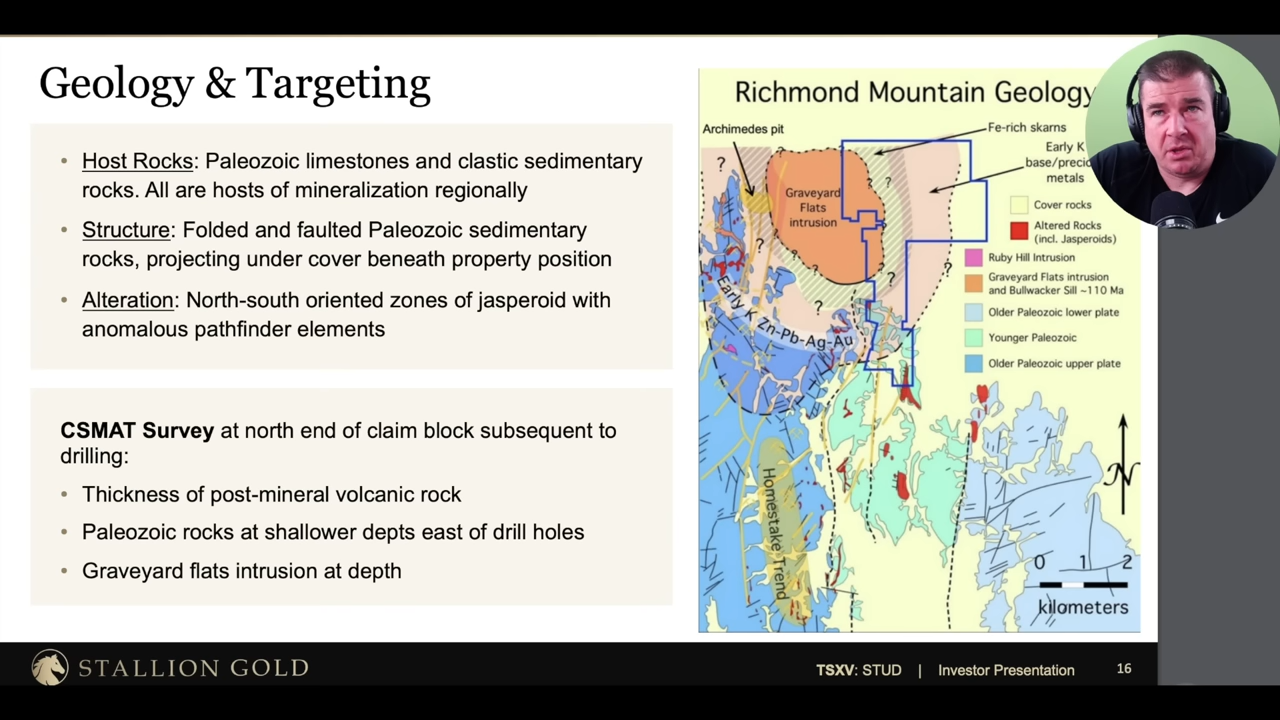 Geology & Targeting
• Host Rocks: Paleozoic limestones and clastic sedimentary
rocks. All are hosts of mineralization regionally
• Structure: Folded and faulted Paleozoic sedimentary
rocks, projecting under cover beneath property position
• Alteration: North-south oriented zones of jasperoid with
anomalous pathfinder elements
CSMAT Survey at north end of claim block subsequent to
drilling:
• Thickness of post-mineral volcanic rock
• Paleozoic rocks at shallower depts east of drill holes
• Graveyard flats intrusion at depth
Richmond Mountain Geology
Archimedes pit
Fe-rich skarns
Early K
base/preci
metals
? ? ? ? ? ? ? ? ? ?
Graveyard
Flats
intrusion
Cover rocks
Altered Rocks
(incl. Jasperoids)
Ruby Hill Intrusion
Graveyard Flats intrusion
and Bullwacker Sill ~110 Ma
Older Paleozoic lower plate
Younger Paleozoic
Older Paleozoic upper plate
Early K Zn-Pb-Ag-Au
Homestake Trend
N
0 1 2
kilometers
STALLION GOLD
TSXV: STUD | Investor Presentation 16